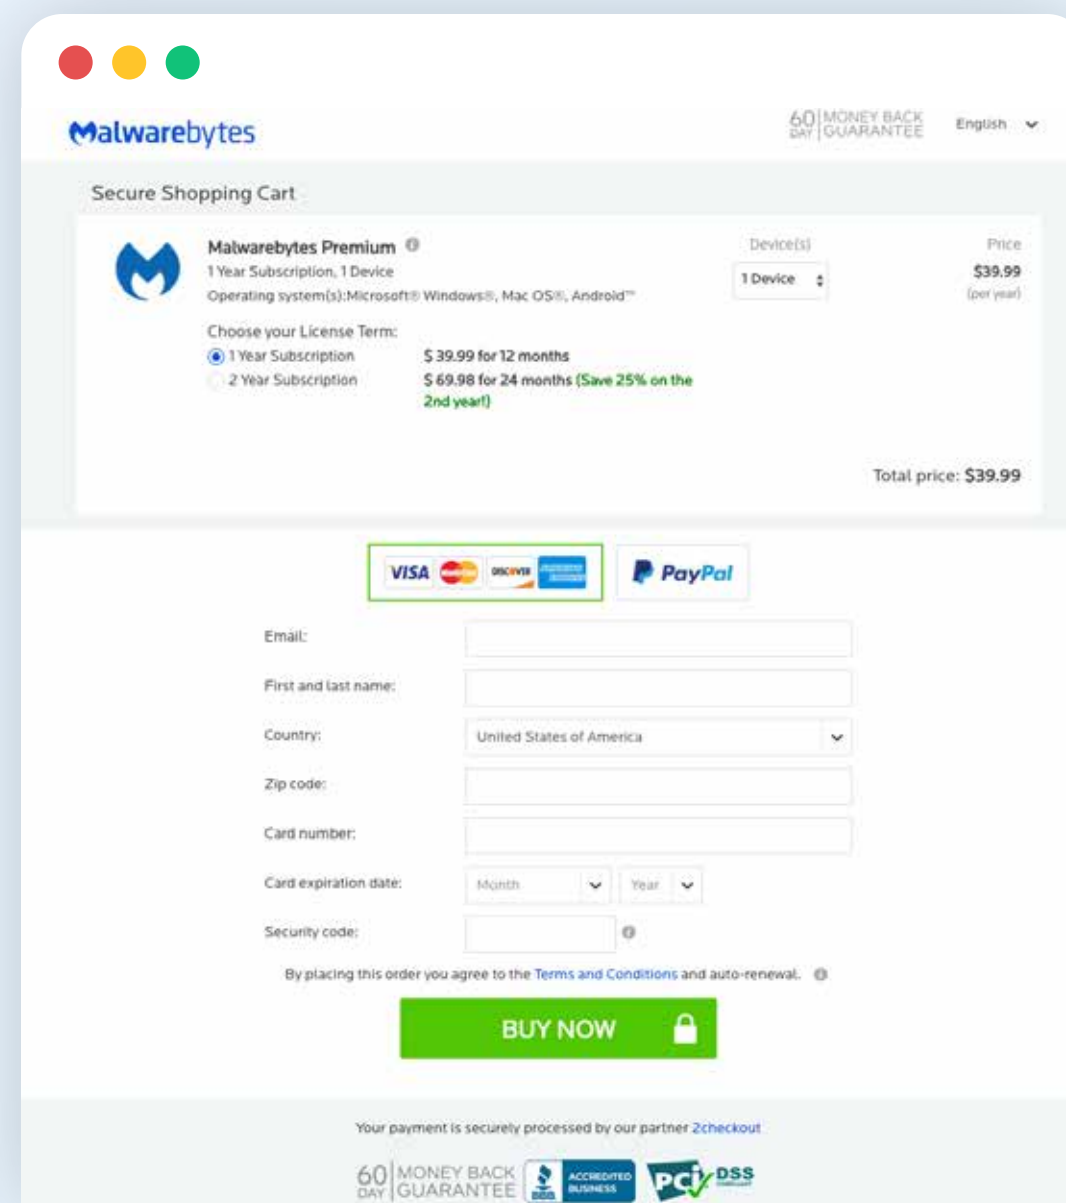 Malwarebytes
60 DAY MONEY BACK GUARANTEE
English
Secure Shopping Cart
Malwarebytes Premium
Device(s)
Price
1 Year Subscription, 1 Device
1 Device
$39.99
Operating system(s):Microsoft® Windows®, Mac OS®, Android™
(per year)
Choose your License Term:
1 Year Subscription $ 39.99 for 12 months
2 Year Subscription $ 69.98 for 24 months (Save 25% on the
2nd year!)
Total price: $39.99
VISA MasterCard DISCOVER
PayPal
Email:
First and last name:
Country: United States of America
Zip code:
Card number:
Card expiration date: Month Year
Security code:
By placing this order you agree to the Terms and Conditions and auto-renewal.
BUY NOW
Your payment is securely processed by our partner 2checkout
60 DAY MONEY BACK GUARANTEE
BBB
ACCREDITED BUSINESS
PCI DSS COMPLIANT